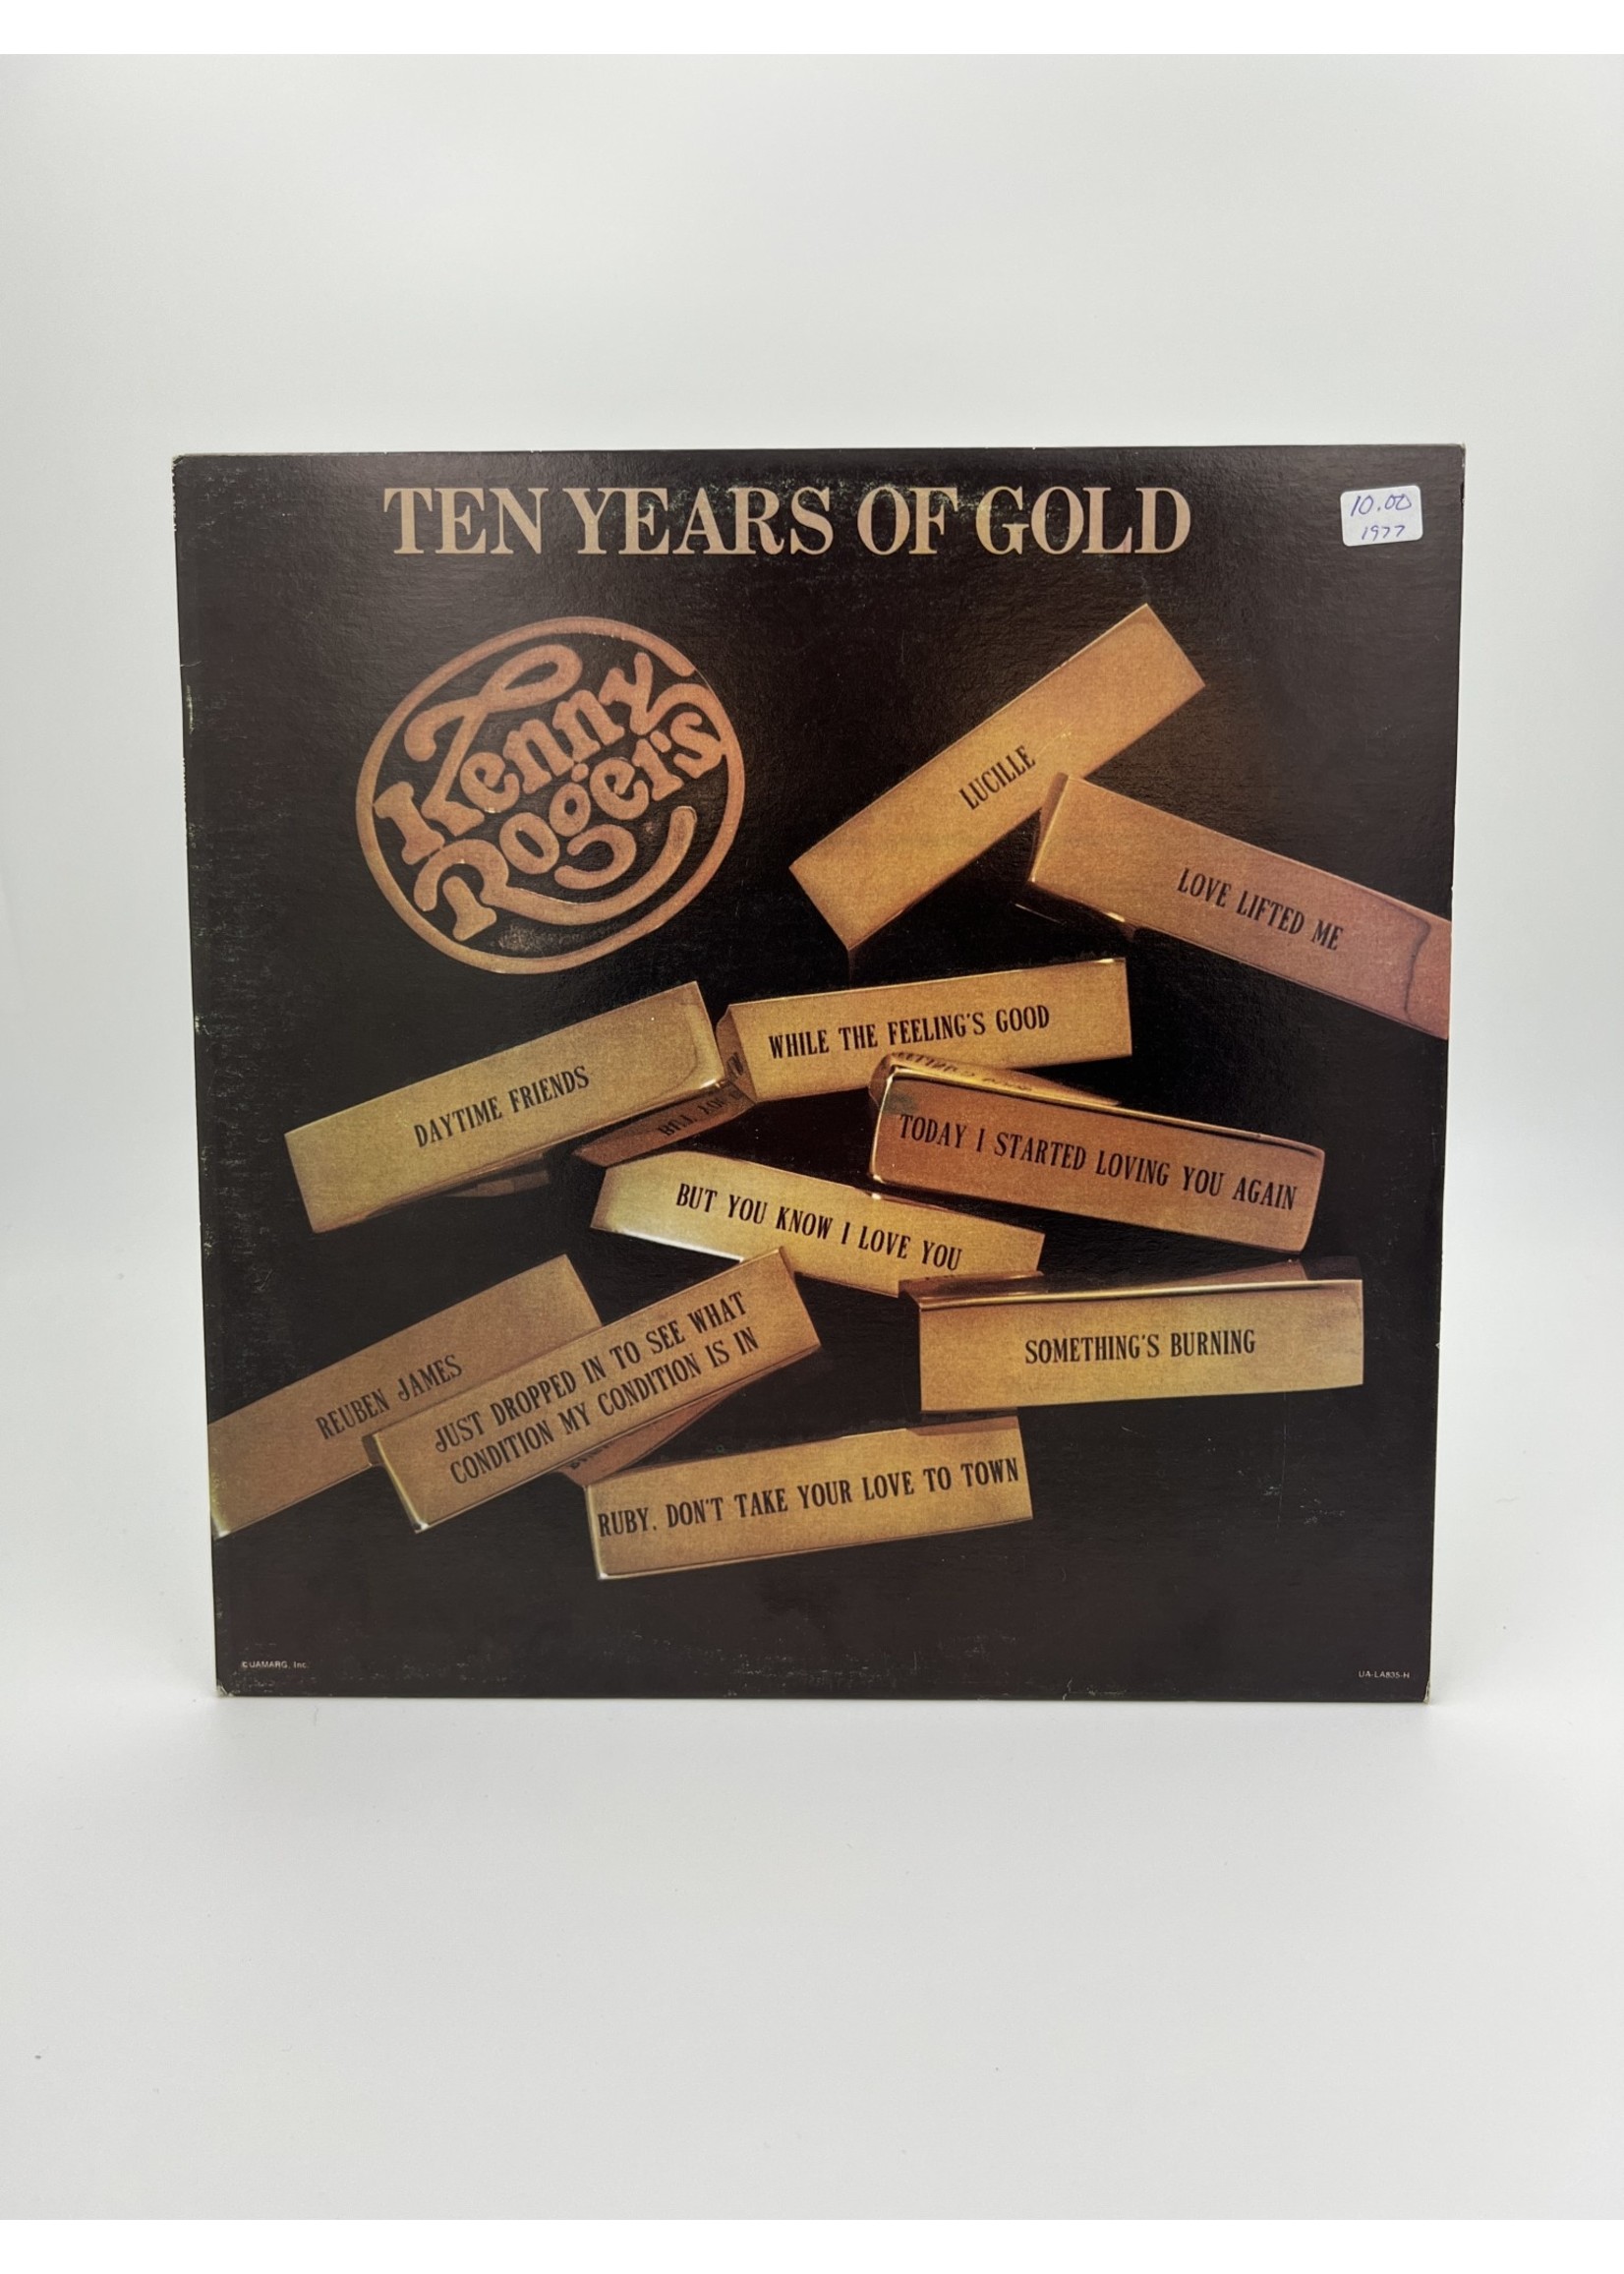 TEN YEARS OF GOLD
10.00
1977
Kenny
Rogers
LUCILLE
LOVE LIFTED ME
WHILE THE FEELING'S GOOD
DAYTIME FRIENDS
TODAY I STARTED LOVING YOU AGAIN
BUT YOU KNOW I LOVE YOU
SOMETHING'S BURNING
REUBEN JAMES
JUST DROPPED IN TO SEE WHAT
CONDITION MY CONDITION IS IN
RUBY, DON'T TAKE YOUR LOVE TO TOWN
© UAMARG, Inc.
UA-LA835-H